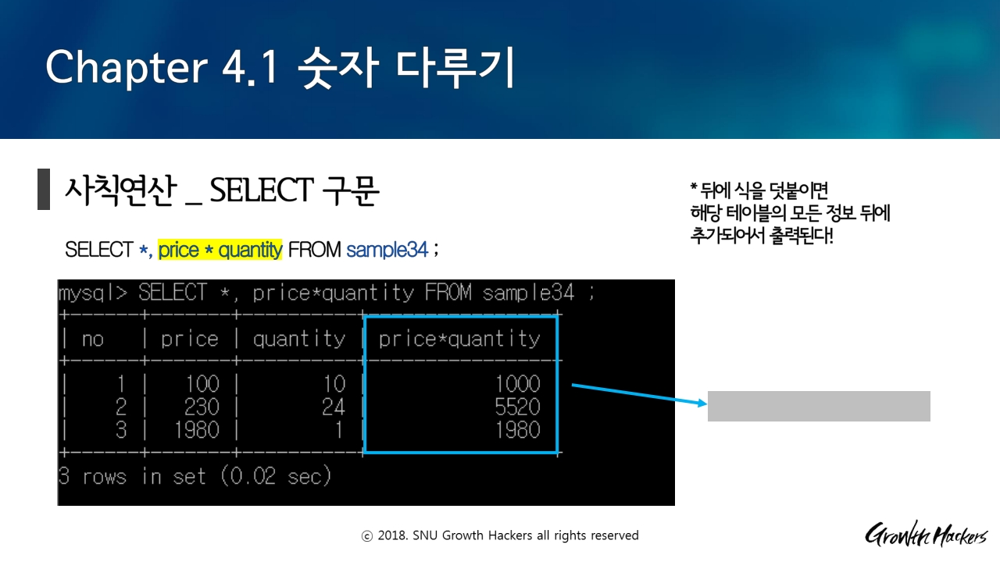 Chapter 4.1 숫자 다루기
사칙연산 _ SELECT 구문
* 뒤에 식을 덧붙이면
해당 테이블의 모든 정보 뒤에
추가되어서 출력된다!
SELECT *, price * quantity FROM sample34 ;
mysql> SELECT *, price*quantity FROM sample34 ;
+------+-------+----------+----------------+
| no | price | quantity | price*quantity
+------+-------+----------+----------------+
| 1 | 100 | 10 | 1000
| 2 | 230 | 24 | 5520
| 3 | 1980 | 1 | 1980
+------+-------+----------+----------------+
3 rows in set (0.02 sec)
ⓒ 2018. SNU Growth Hackers all rights reserved
Growth Hackers